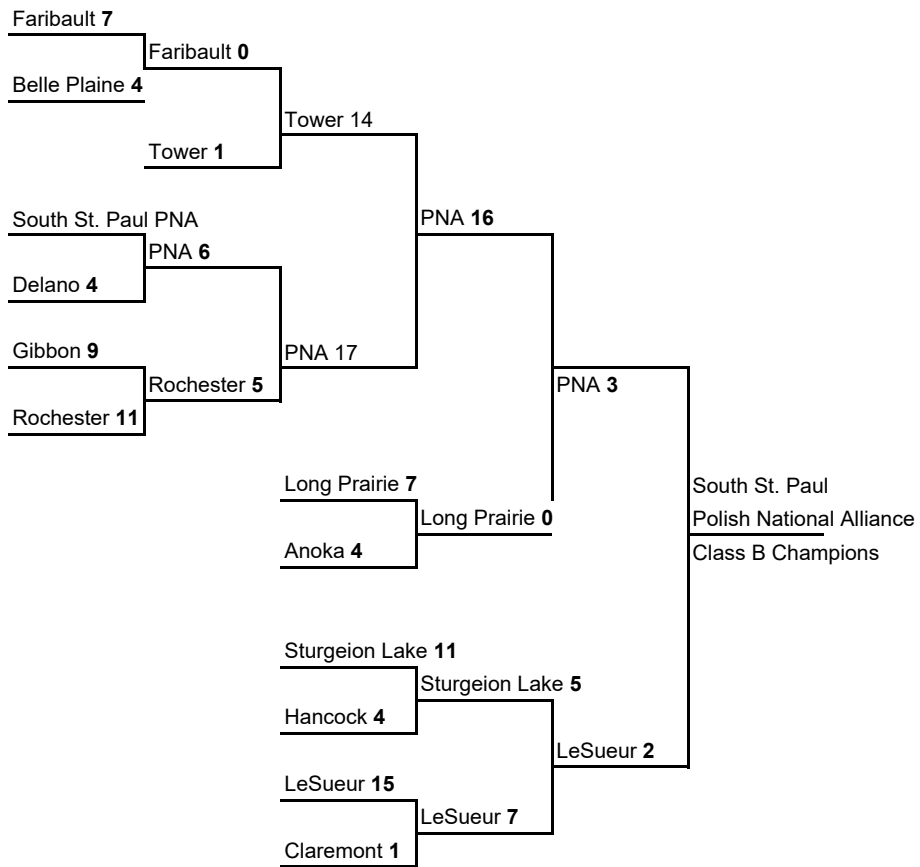 Faribault 7
Faribault 0
Belle Plaine 4
Tower 14
Tower 1
South St. Paul PNA
PNA 16
PNA 6
Delano 4
Gibbon 9
PNA 17
Rochester 5
PNA 3
Rochester 11
Long Prairie 7
South St. Paul
Long Prairie 0
Polish National Alliance
Anoka 4
Class B Champions
Sturgeion Lake 11
Sturgeion Lake 5
Hancock 4
LeSueur 2
LeSueur 15
LeSueur 7
Claremont 1